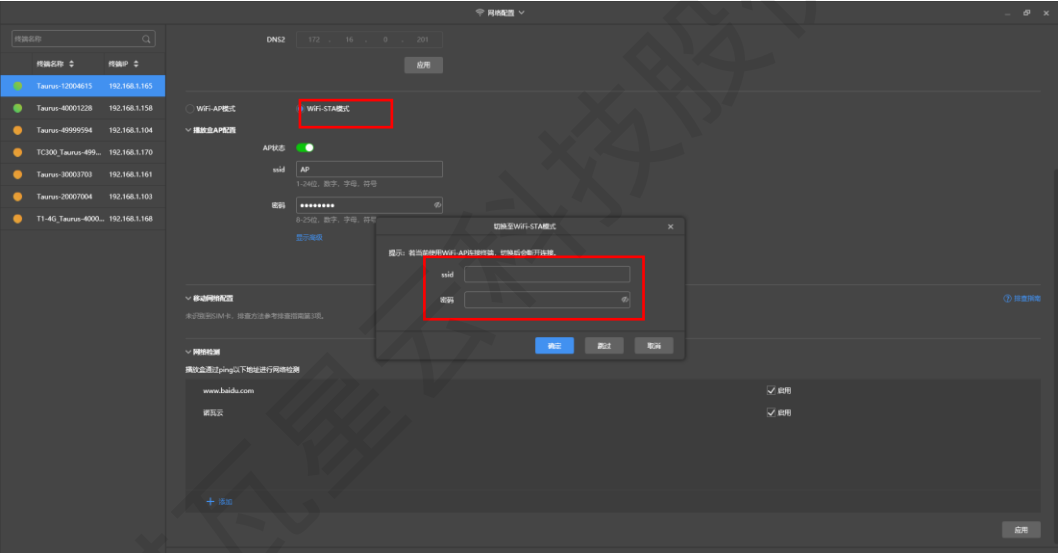 网络配置
终端名称
DNS2 172 . 16 . 0 . 201
终端名称 终端IP
应用
Taurus-12004615 192.168.1.165
Taurus-40001228 192.168.1.158
WiFi-AP模式 WiFi-STA模式
Taurus-49999594 192.168.1.104
播放盒AP配置
TC300_Taurus-499... 192.168.1.170
AP状态
Taurus-30003703 192.168.1.161
ssid AP
1-24位，数字、字母、符号
Taurus-20007004 192.168.1.103
密码 ●●●●●●●●
T1-4G_Taurus-4000... 192.168.1.168
8-25位，数字、字母、符号
显示高级
切换至WiFi-STA模式
提示：若当前使用WiFi-AP连接终端，切换后会断开连接。
ssid
密码
确定 跳过 取消
移动网络配置 排查指南
未识别到SIM卡，排查方法参考排查指南第3项。
网络检测
播放盒通过ping以下地址进行网络检测
www.baidu.com 启用
诺瓦云 启用
添加
应用
瓦星云科技股份